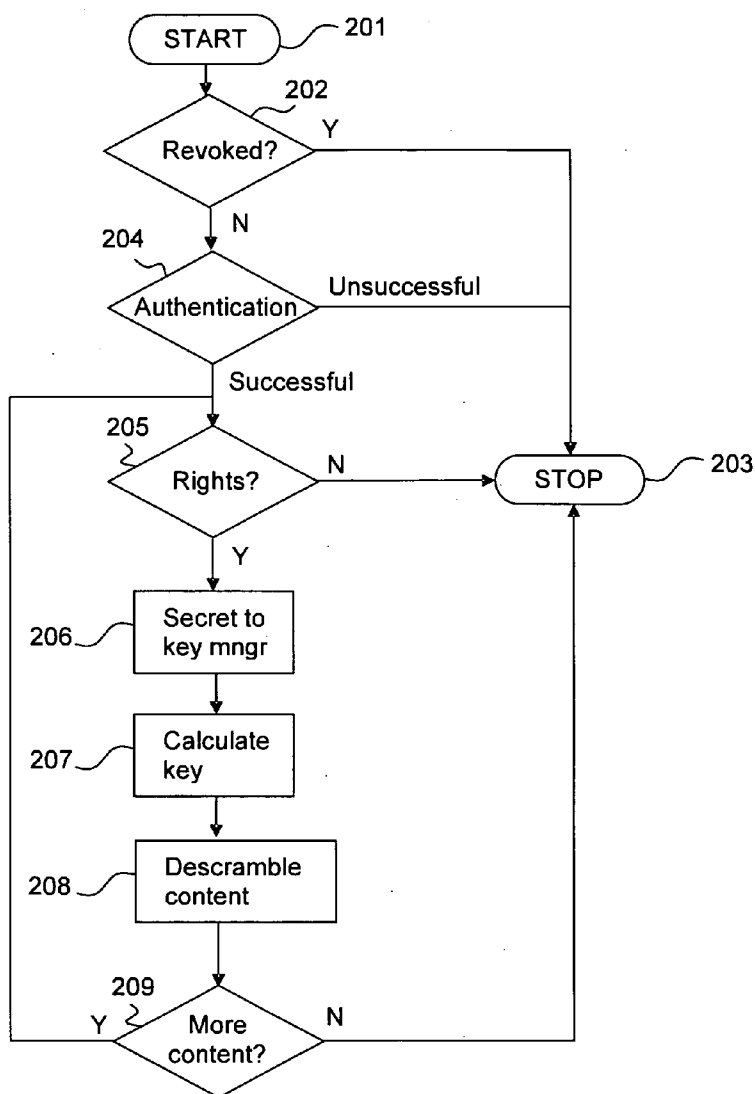 START
201
202
Revoked?
Y
N
204
Authentication
Unsuccessful
Successful
205
Rights?
N
STOP
203
Y
206
Secret to
key mngr
207
Calculate
key
208
Descramble
content
209
Y
More
content?
N